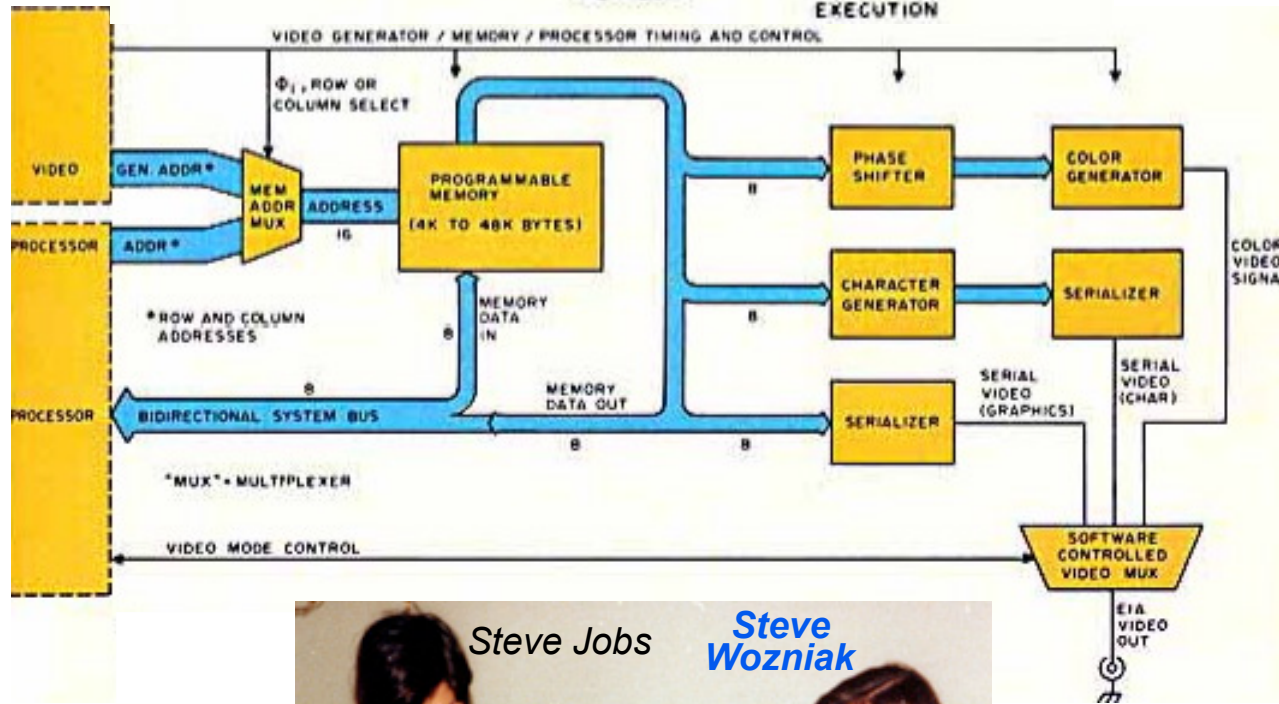 EXECUTION
VIDEO GENERATOR / MEMORY / PROCESSOR TIMING AND CONTROL
Φ₁, ROW OR
COLUMN SELECT
VIDEO
GEN. ADDR*
MEM
ADDR
MUX
ADDRESS
16
PROGRAMMABLE
MEMORY
(4K TO 48K BYTES)
PROCESSOR
ADDR*
8
PHASE
SHIFTER
COLOR
GENERATOR
COLOR
VIDEO
SIGNA
*ROW AND COLUMN
ADDRESSES
8
MEMORY
DATA
IN
8
CHARACTER
GENERATOR
SERIALIZER
PROCESSOR
8
BIDIRECTIONAL SYSTEM BUS
MEMORY
DATA OUT
8
8
SERIALIZER
SERIAL
VIDEO
(GRAPHICS)
SERIAL
VIDEO
(CHAR)
"MUX" = MULTIPLEXER
VIDEO MODE CONTROL
SOFTWARE
CONTROLLED
VIDEO MUX
EIA
VIDEO
OUT
Steve Jobs
Steve
Wozniak